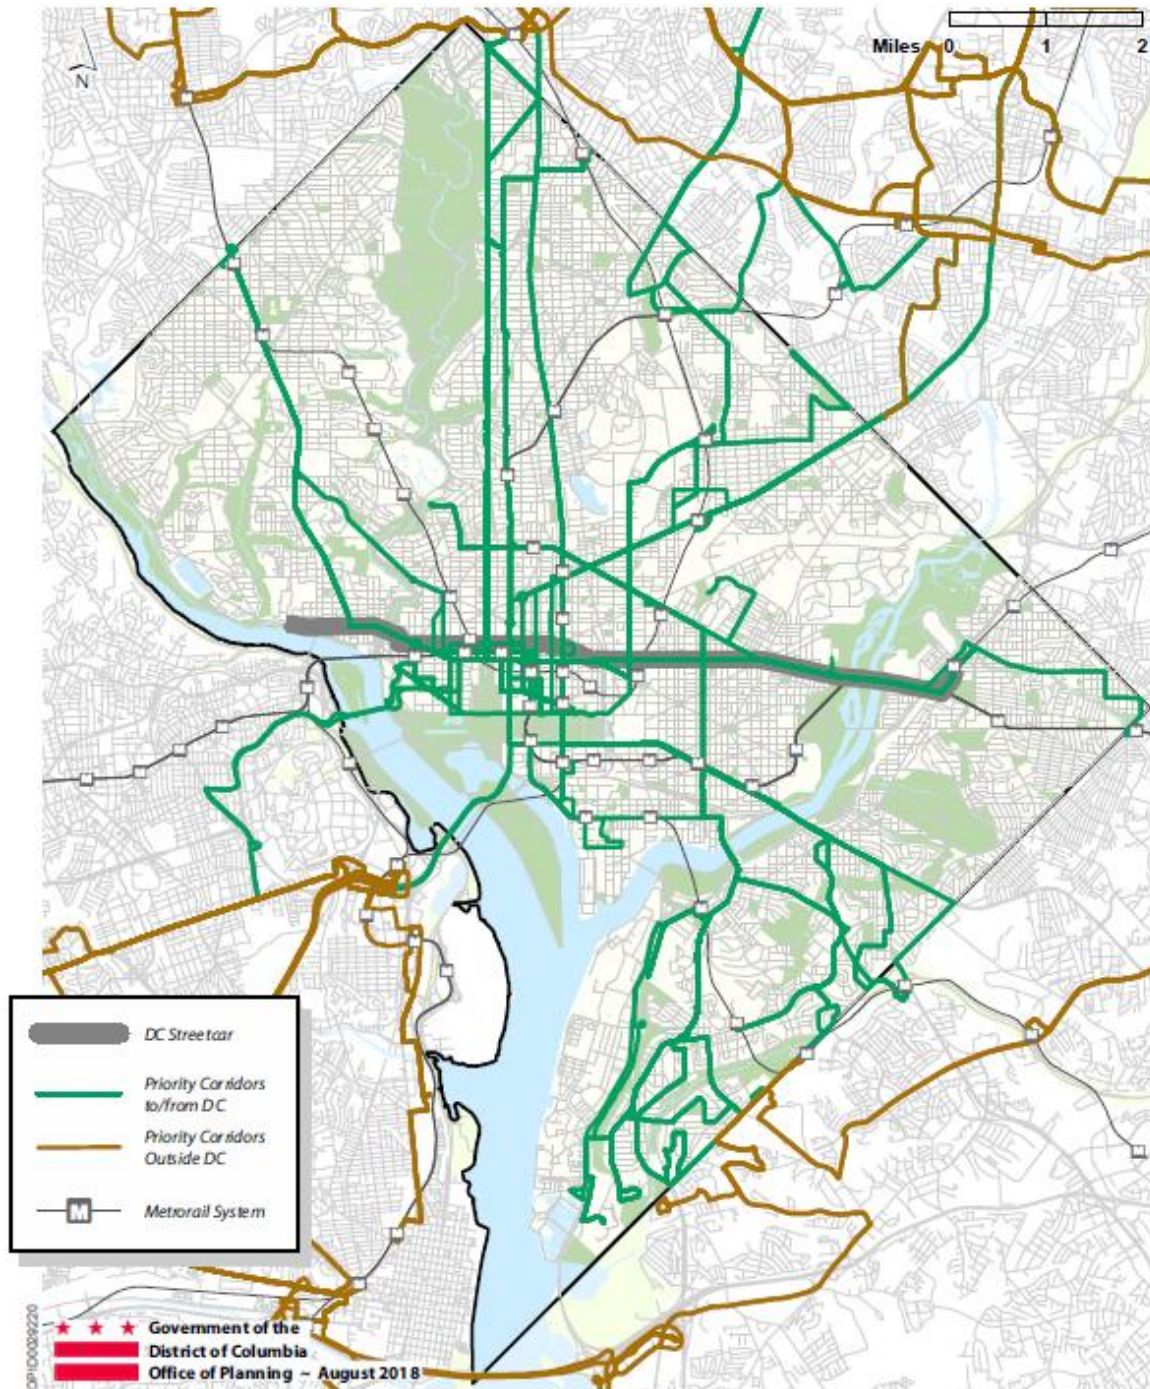 Miles 0 1 2
N
DC Streetcar
Priority Corridors
to/from DC
Priority Corridors
Outside DC
M Metrorail System
Government of the
District of Columbia
Office of Planning ~ August 2018